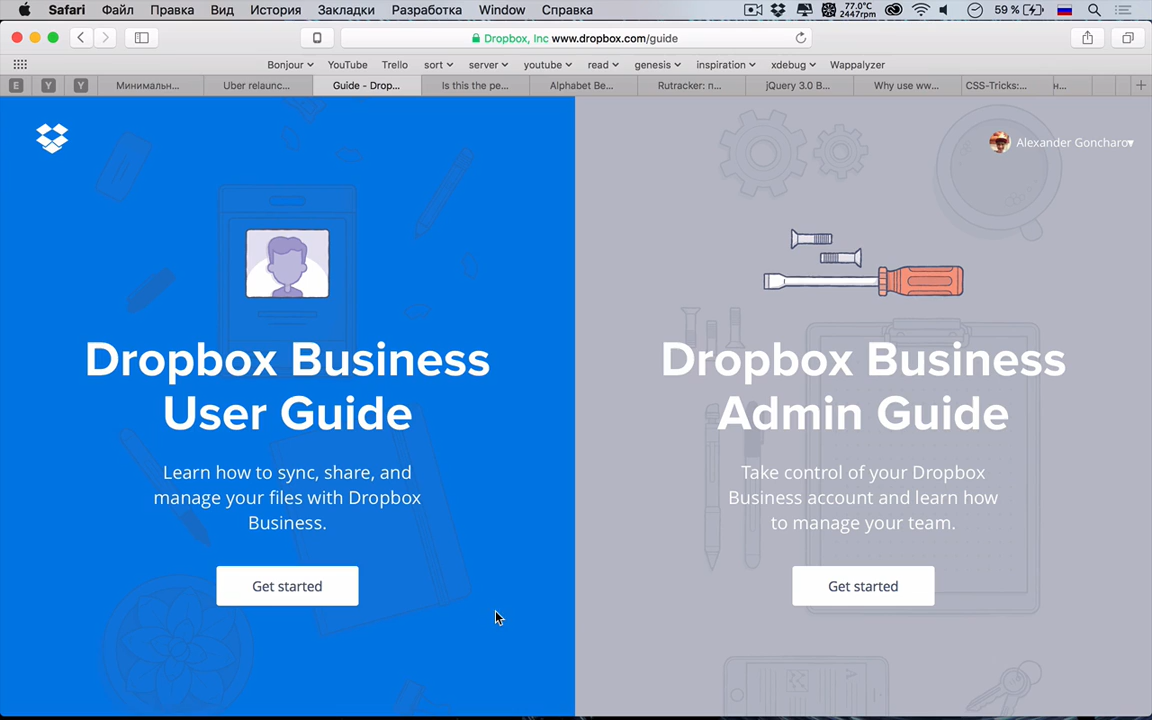 Safari Файл Правка Вид История Закладки Разработка Window Справка 77.0°C 2447rpm 59 %
Dropbox, Inc www.dropbox.com/guide
Bonjour YouTube Trello sort server youtube read genesis inspiration xdebug Wappalyzer
E Y Y Минимальн... Uber relaunc... Guide - Drop... Is this the pe... Alphabet Be... Rutracker: п... jQuery 3.0 B... Why use ww... CSS-Tricks:... н...
Alexander Goncharo
Dropbox Business
User Guide
Learn how to sync, share, and
manage your files with Dropbox
Business.
Get started
Dropbox Business
Admin Guide
Take control of your Dropbox
Business account and learn how
to manage your team.
Get started